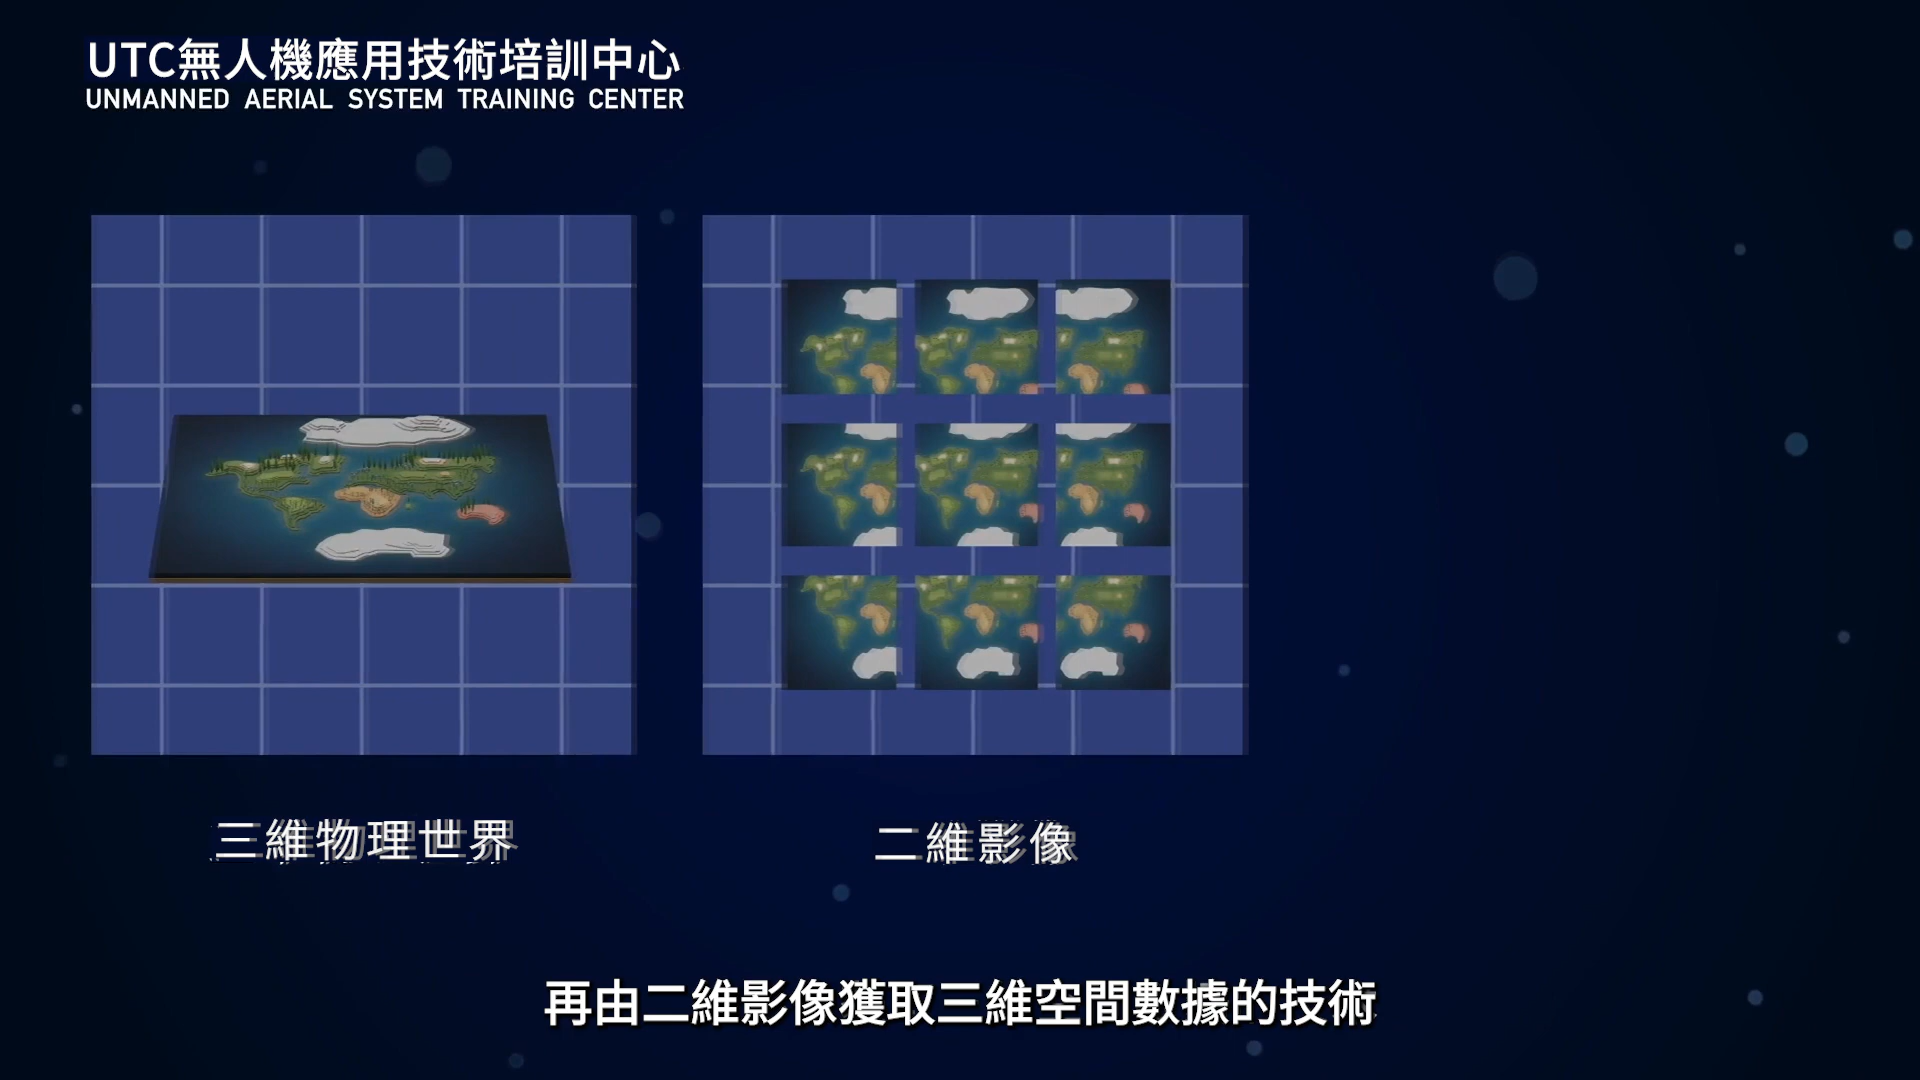 UTC無人機應用技術培訓中心
UNMANNED AERIAL SYSTEM TRAINING CENTER
三維物理世界
二維影像
再由二維影像獲取三維空間數據的技術